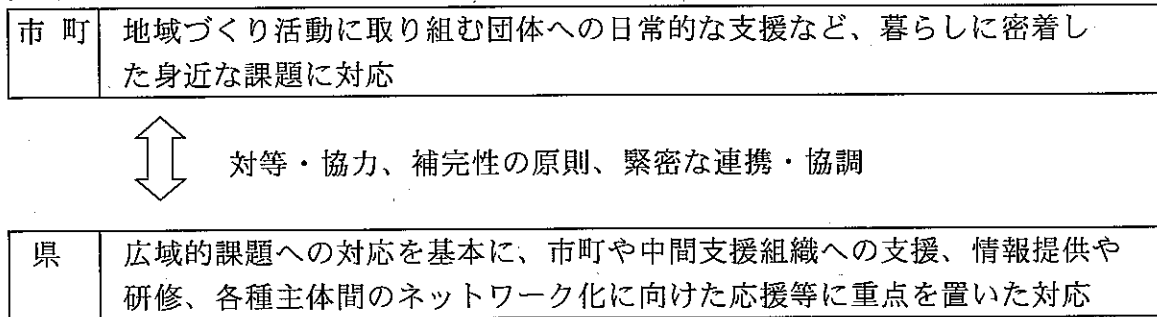 市 町 地域づくり活動に取り組む団体への日常的な支援など、暮らしに密着し
た身近な課題に対応
対等・協力、補完性の原則、緊密な連携・協調
県 広域的課題への対応を基本に、市町や中間支援組織への支援、情報提供や
研修、各種主体間のネットワーク化に向けた応援等に重点を置いた対応